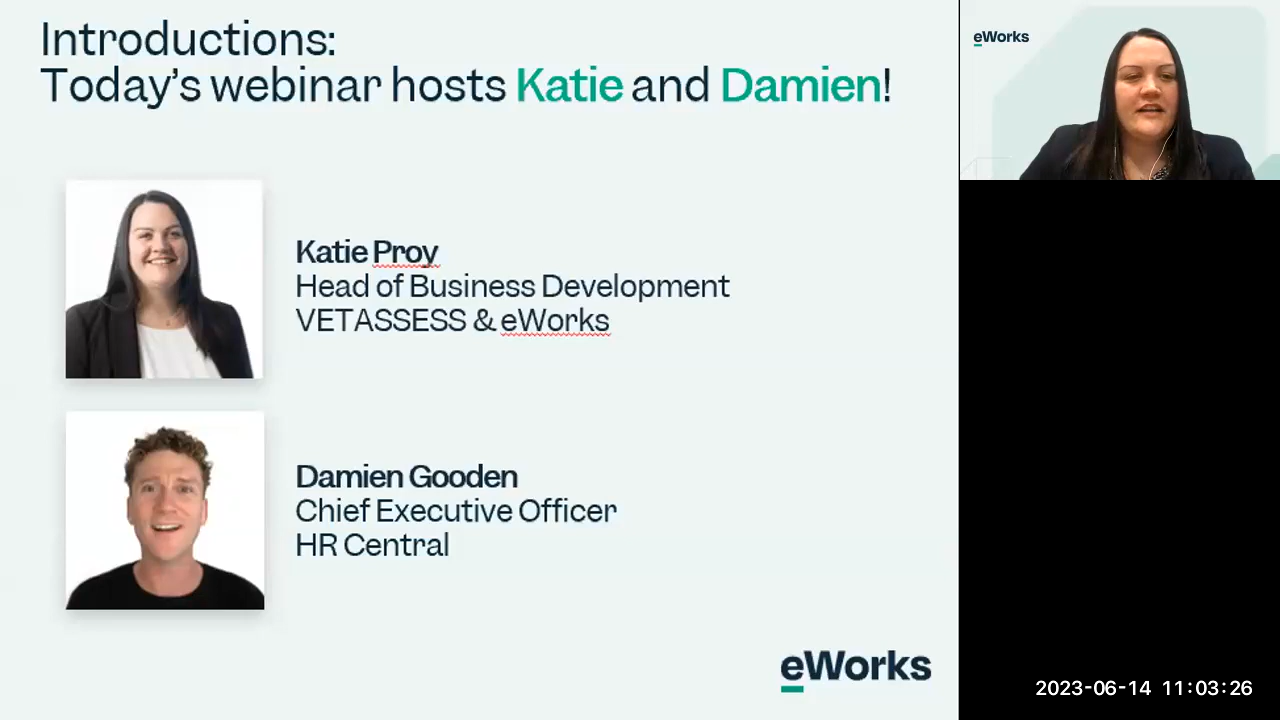 Introductions:
Today’s webinar hosts Katie and Damien!
Katie Proy
Head of Business Development
VETASSESS & eWorks
Damien Gooden
Chief Executive Officer
HR Central
eWorks
eWorks
2023-06-14 11:03:26